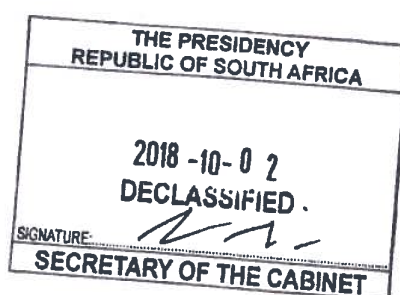 THE PRESIDENCY
REPUBLIC OF SOUTH AFRICA
2018 -10- 0 2
DECLASSIFIED .
SIGNATURE:
SECRETARY OF THE CABINET